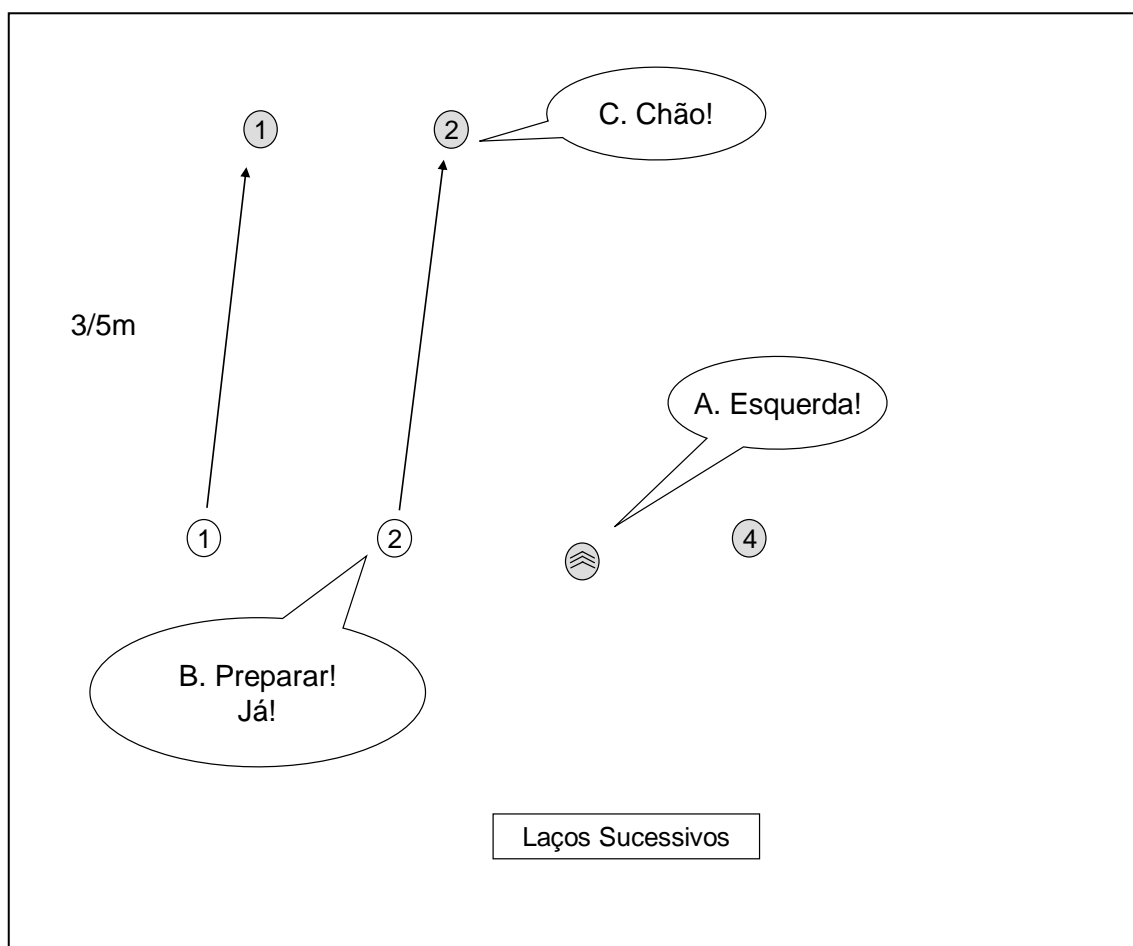 1
2
C. Chão!
3/5m
A. Esquerda!
1
2
4
B. Preparar!
Já!
Laços Sucessivos